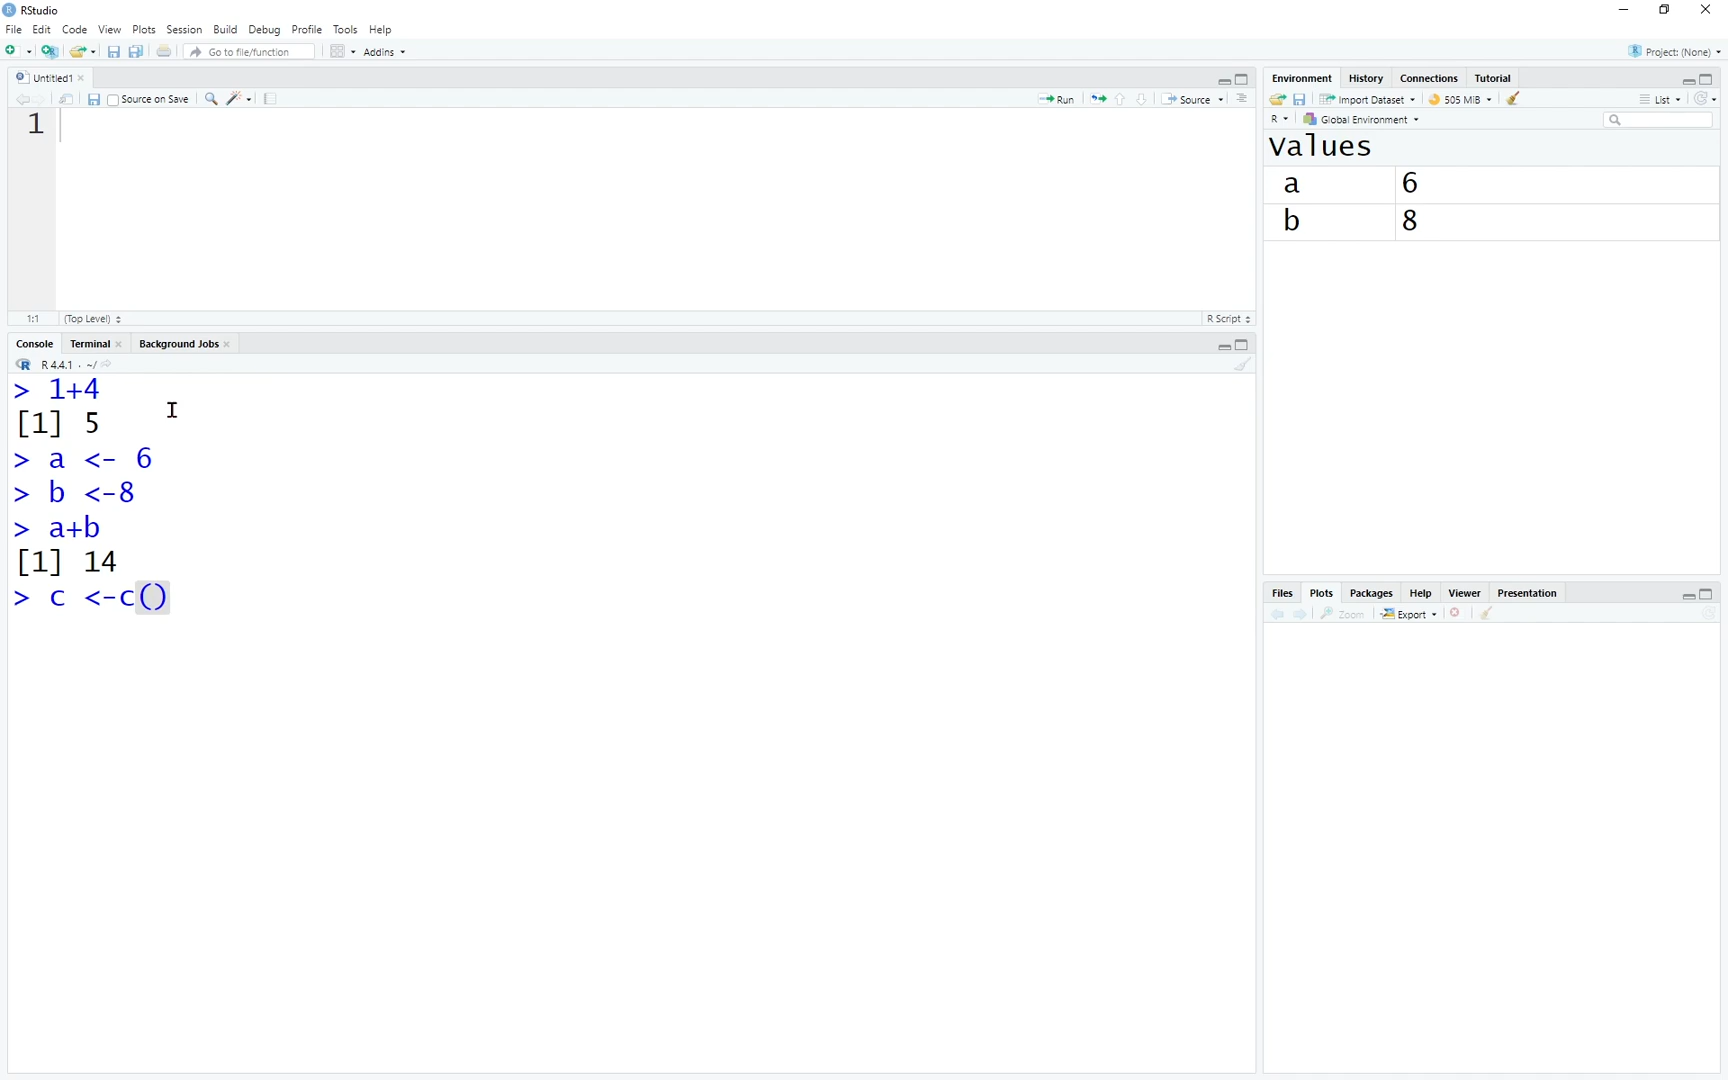 RStudio
File Edit Code View Plots Session Build Debug Profile Tools Help
Go to file/function Addins Project: (None)
Untitled1
Source on Save Run Source
1
1:1 (Top Level) R Script
Console Terminal Background Jobs
R 4.4.1 · ~/
> 1+4
[1] 5
> a <- 6
> b <-8
> a+b
[1] 14
> c <-c()
Environment History Connections Tutorial
Import Dataset 505 MiB List
R Global Environment
Values
a 6
b 8
Files Plots Packages Help Viewer Presentation
Zoom Export